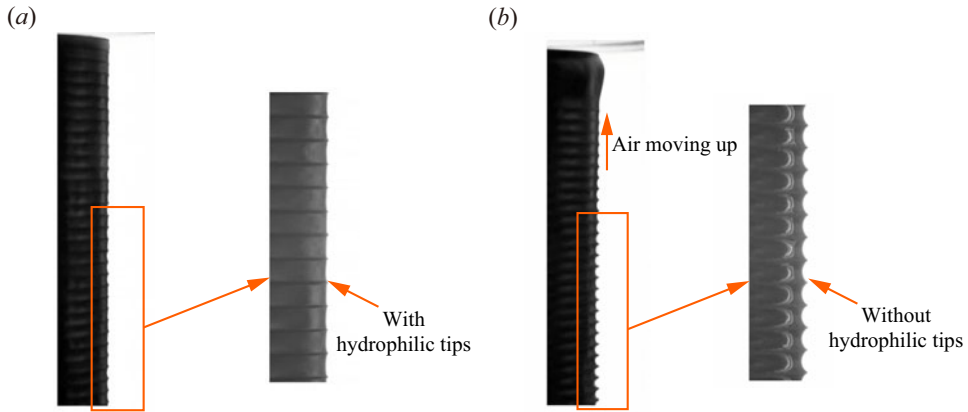 (a)
(b)
Air moving up
With
hydrophilic tips
Without
hydrophilic tips